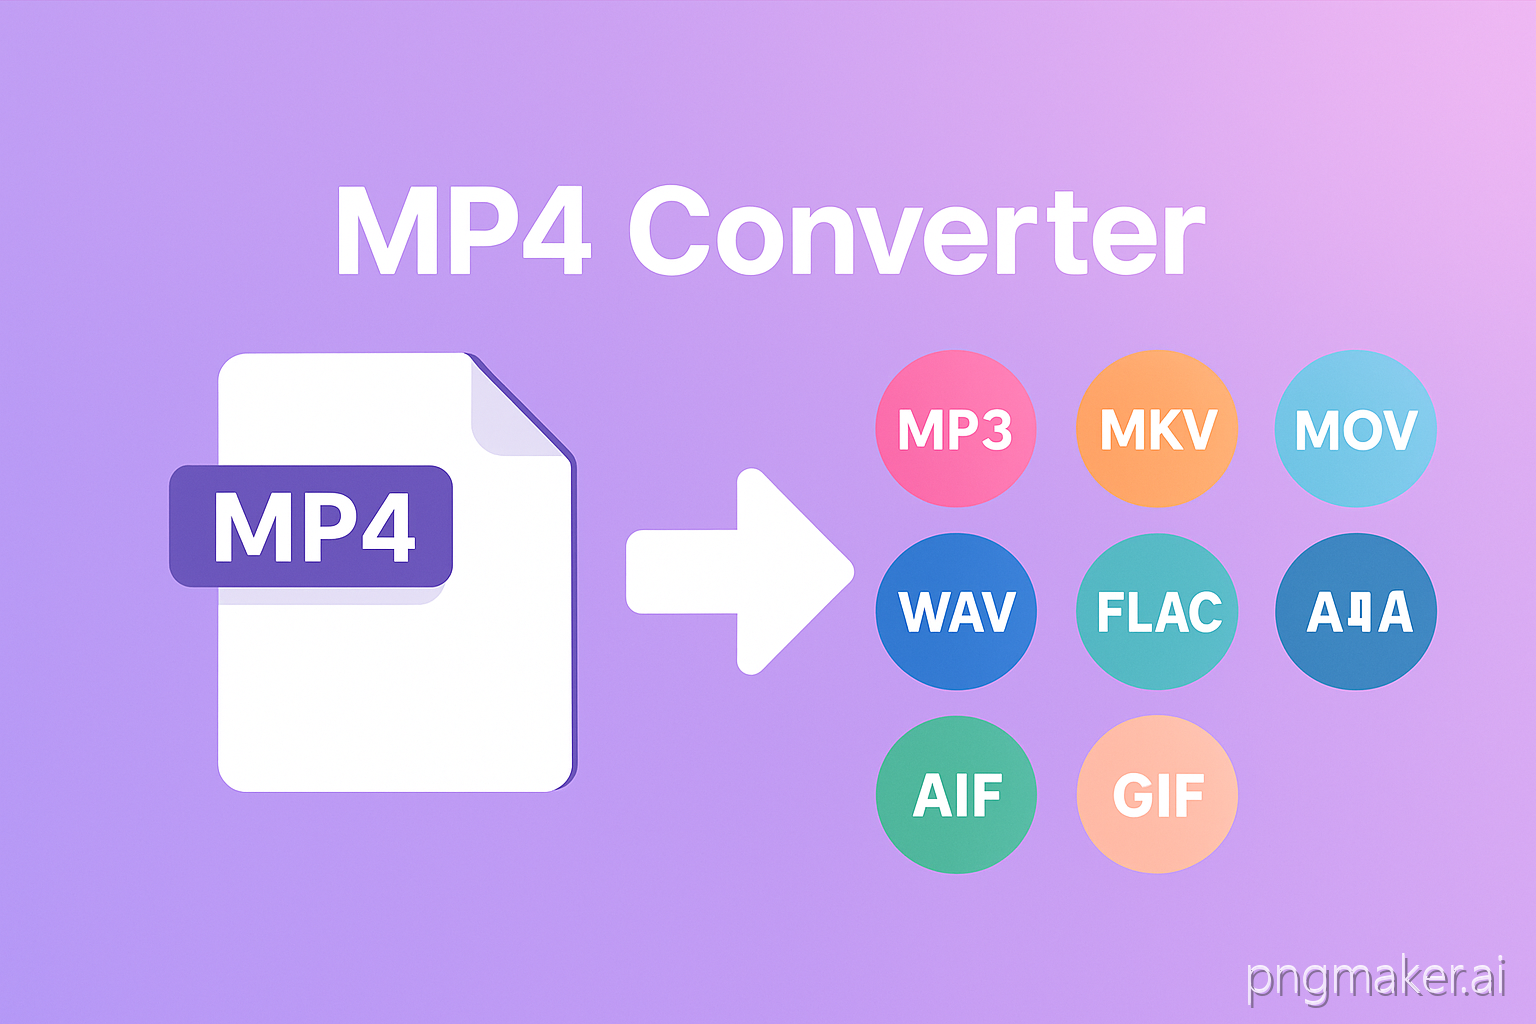 MP4 Converter
MP4
MP3 MKV MOV
WAV FLAC
AIF GIF
pngmaker.ai